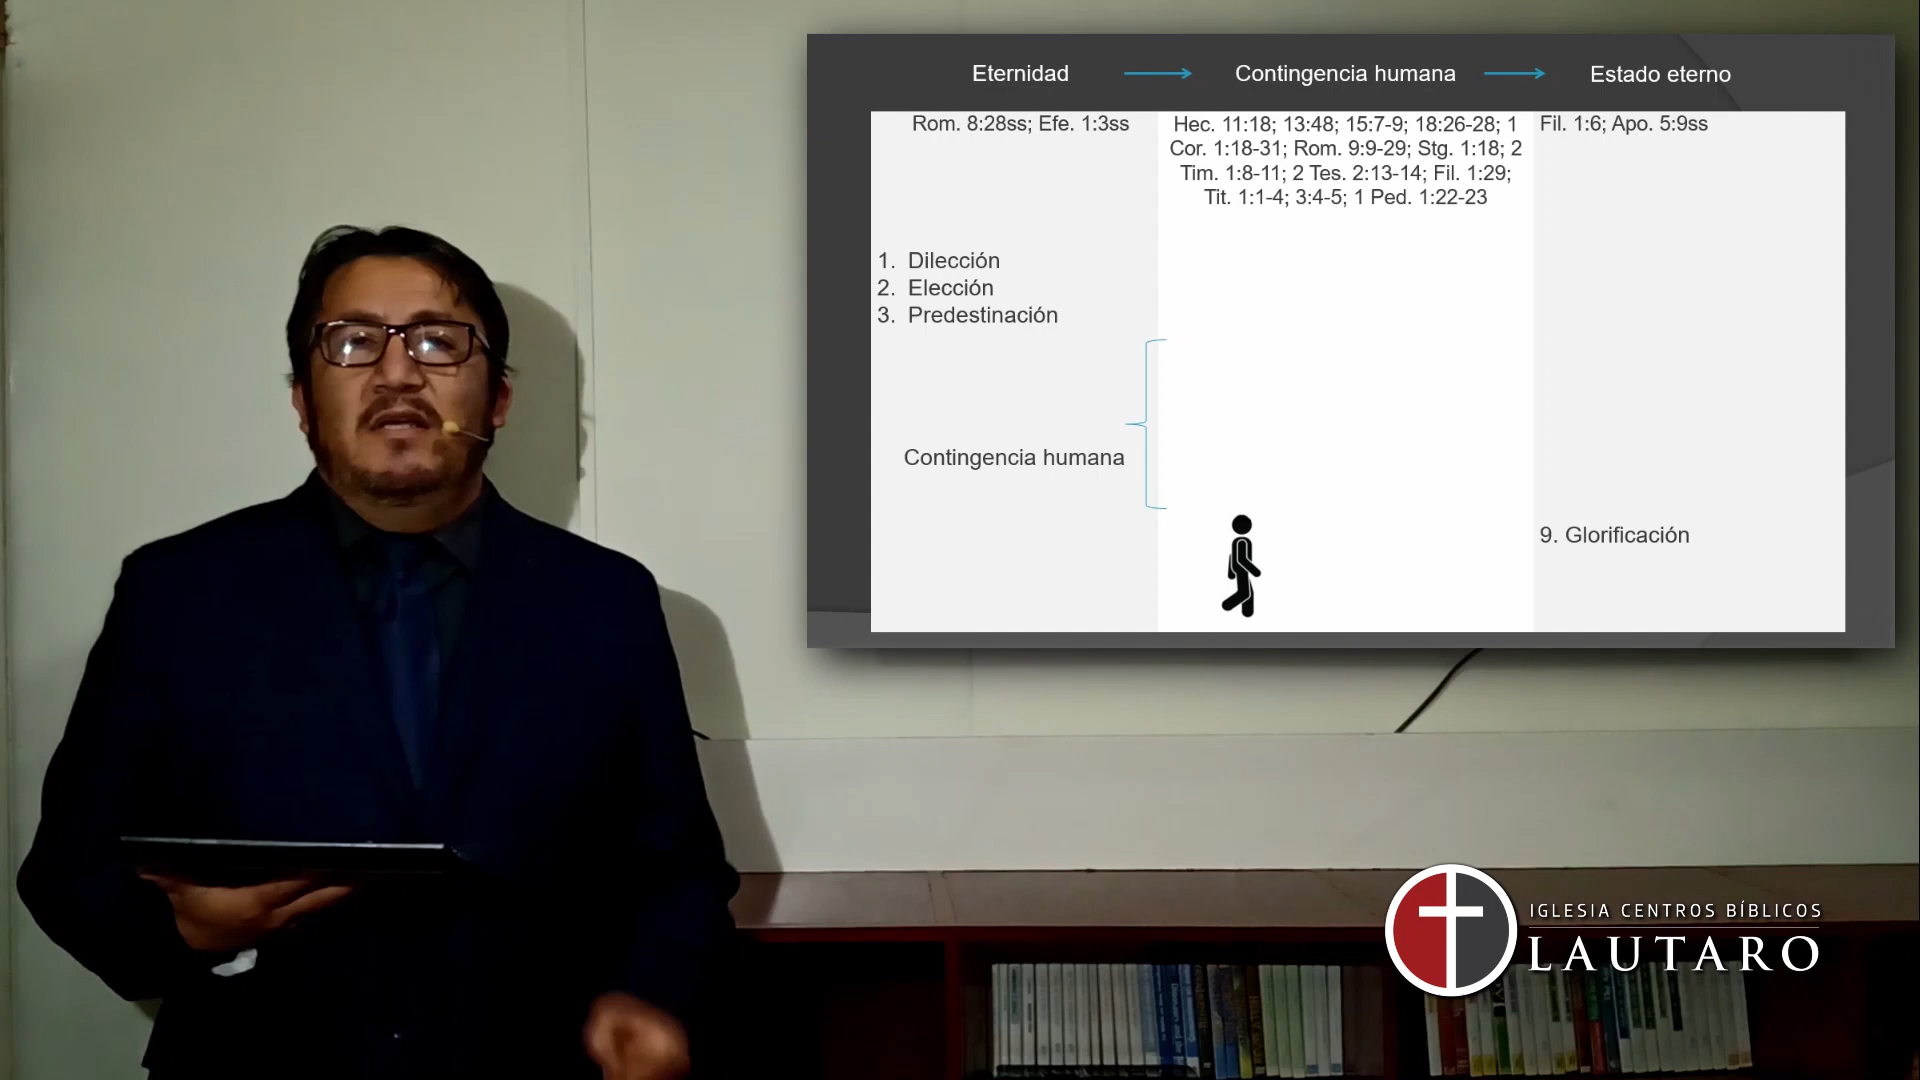 Eternidad
Contingencia humana
Estado eterno
Rom. 8:28ss; Efe. 1:3ss
Hec. 11:18; 13:48; 15:7-9; 18:26-28; 1
Cor. 1:18-31; Rom. 9:9-29; Stg. 1:18; 2
Tim. 1:8-11; 2 Tes. 2:13-14; Fil. 1:29;
Tit. 1:1-4; 3:4-5; 1 Ped. 1:22-23
Fil. 1:6; Apo. 5:9ss
1. Dilección
2. Elección
3. Predestinación
Contingencia humana
9. Glorificación
IGLESIA CENTROS BÍBLICOS
LAUTARO